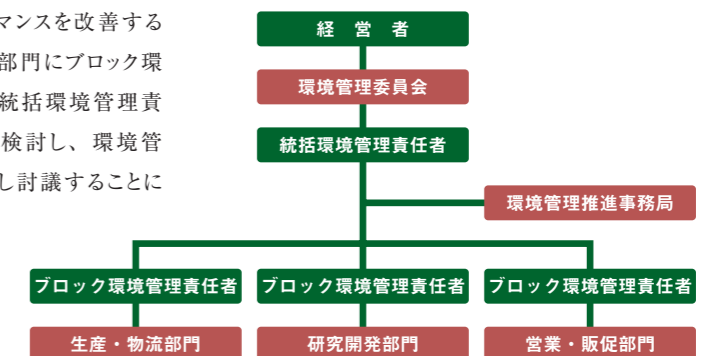 マンスを改善する
部門にブロック環
統括環境管理責
検討し、環境管
し討議することに
経営者
環境管理委員会
統括環境管理責任者
環境管理推進事務局
ブロック環境管理責任者
ブロック環境管理責任者
ブロック環境管理責任者
生産・物流部門
研究開発部門
営業・販促部門